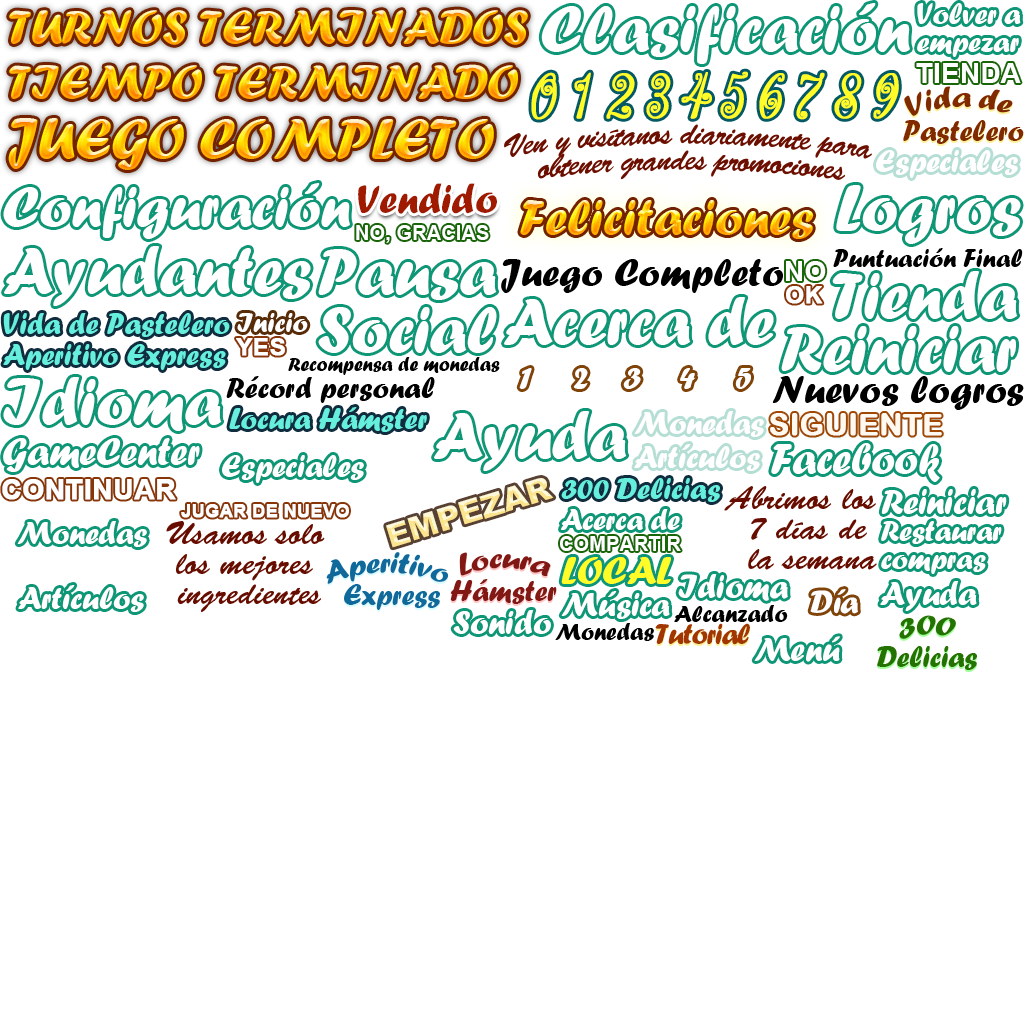 TURNOS TERMINADOS
Clasificación
Volver a
empezar
TIEMPO TERMINADO
0 1 2 3 4 5 6 7 8 9
TIENDA
Vida de
Pastelero
JUEGO COMPLETO
Ven y visítanos diariamente para
obtener grandes promociones
Especiales
Configuración
Vendido
NO, GRACIAS
Felicitaciones
Logros
Ayudantes
Pausa
Juego Completo
NO
OK
Puntuación Final
Tienda
Vida de Pastelero
Inicio
YES
Social
Acerca de
Reiniciar
Aperitivo Express
Recompensa de monedas
Idioma
Récord personal
1 2 3 4 5
Nuevos logros
Locura Hámster
Ayuda
Monedas
SIGUIENTE
GameCenter
Especiales
Artículos
Facebook
CONTINUAR
JUGAR DE NUEVO
EMPEZAR
300 Delicias
Abrimos los
7 días de
la semana
Reiniciar
Restaurar
compras
Monedas
Usamos solo
los mejores
ingredientes
Acerca de
COMPARTIR
Aperitivo
Express
Locura
Hámster
LOCAL
Idioma
Artículos
Sonido
Música
Alcanzado
Día
Ayuda
Monedas
Tutorial
Menú
300
Delicias